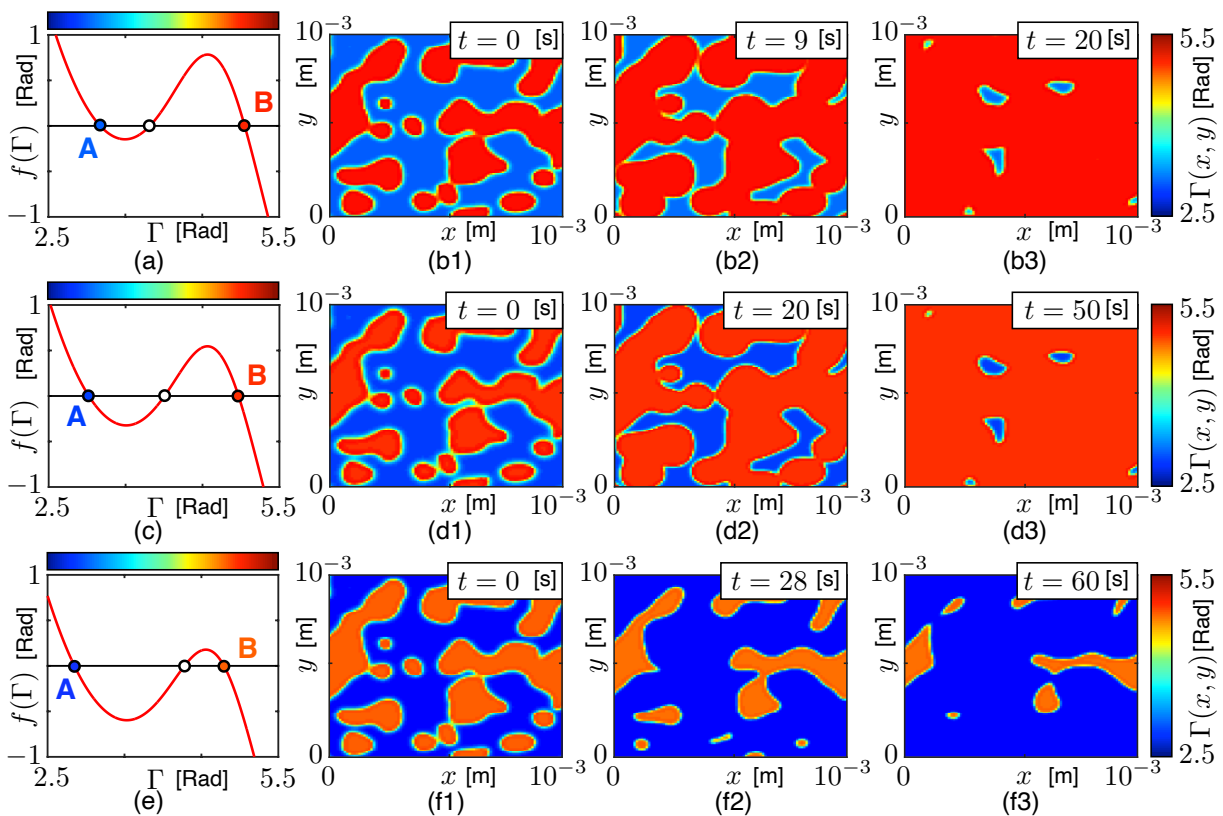 1
[Rad]
f(Γ)
−1
A
B
2.5
Γ [Rad]
5.5
(a)
10⁻³
[m]
y
0
t = 0 [s]
0
x [m]
10⁻³
(b1)
10⁻³
[m]
y
0
t = 9 [s]
0
x [m]
10⁻³
(b2)
10⁻³
[m]
y
0
t = 20 [s]
0
x [m]
10⁻³
(b3)
5.5
Γ(x, y) [Rad]
2.5
1
[Rad]
f(Γ)
−1
A
B
2.5
Γ [Rad]
5.5
(c)
10⁻³
[m]
y
0
t = 0 [s]
0
x [m]
10⁻³
(d1)
10⁻³
[m]
y
0
t = 20 [s]
0
x [m]
10⁻³
(d2)
10⁻³
[m]
y
0
t = 50 [s]
0
x [m]
10⁻³
(d3)
5.5
Γ(x, y) [Rad]
2.5
1
[Rad]
f(Γ)
−1
A
B
2.5
Γ [Rad]
5.5
(e)
10⁻³
[m]
y
0
t = 0 [s]
0
x [m]
10⁻³
(f1)
10⁻³
[m]
y
0
t = 28 [s]
0
x [m]
10⁻³
(f2)
10⁻³
[m]
y
0
t = 60 [s]
0
x [m]
10⁻³
(f3)
5.5
Γ(x, y) [Rad]
2.5